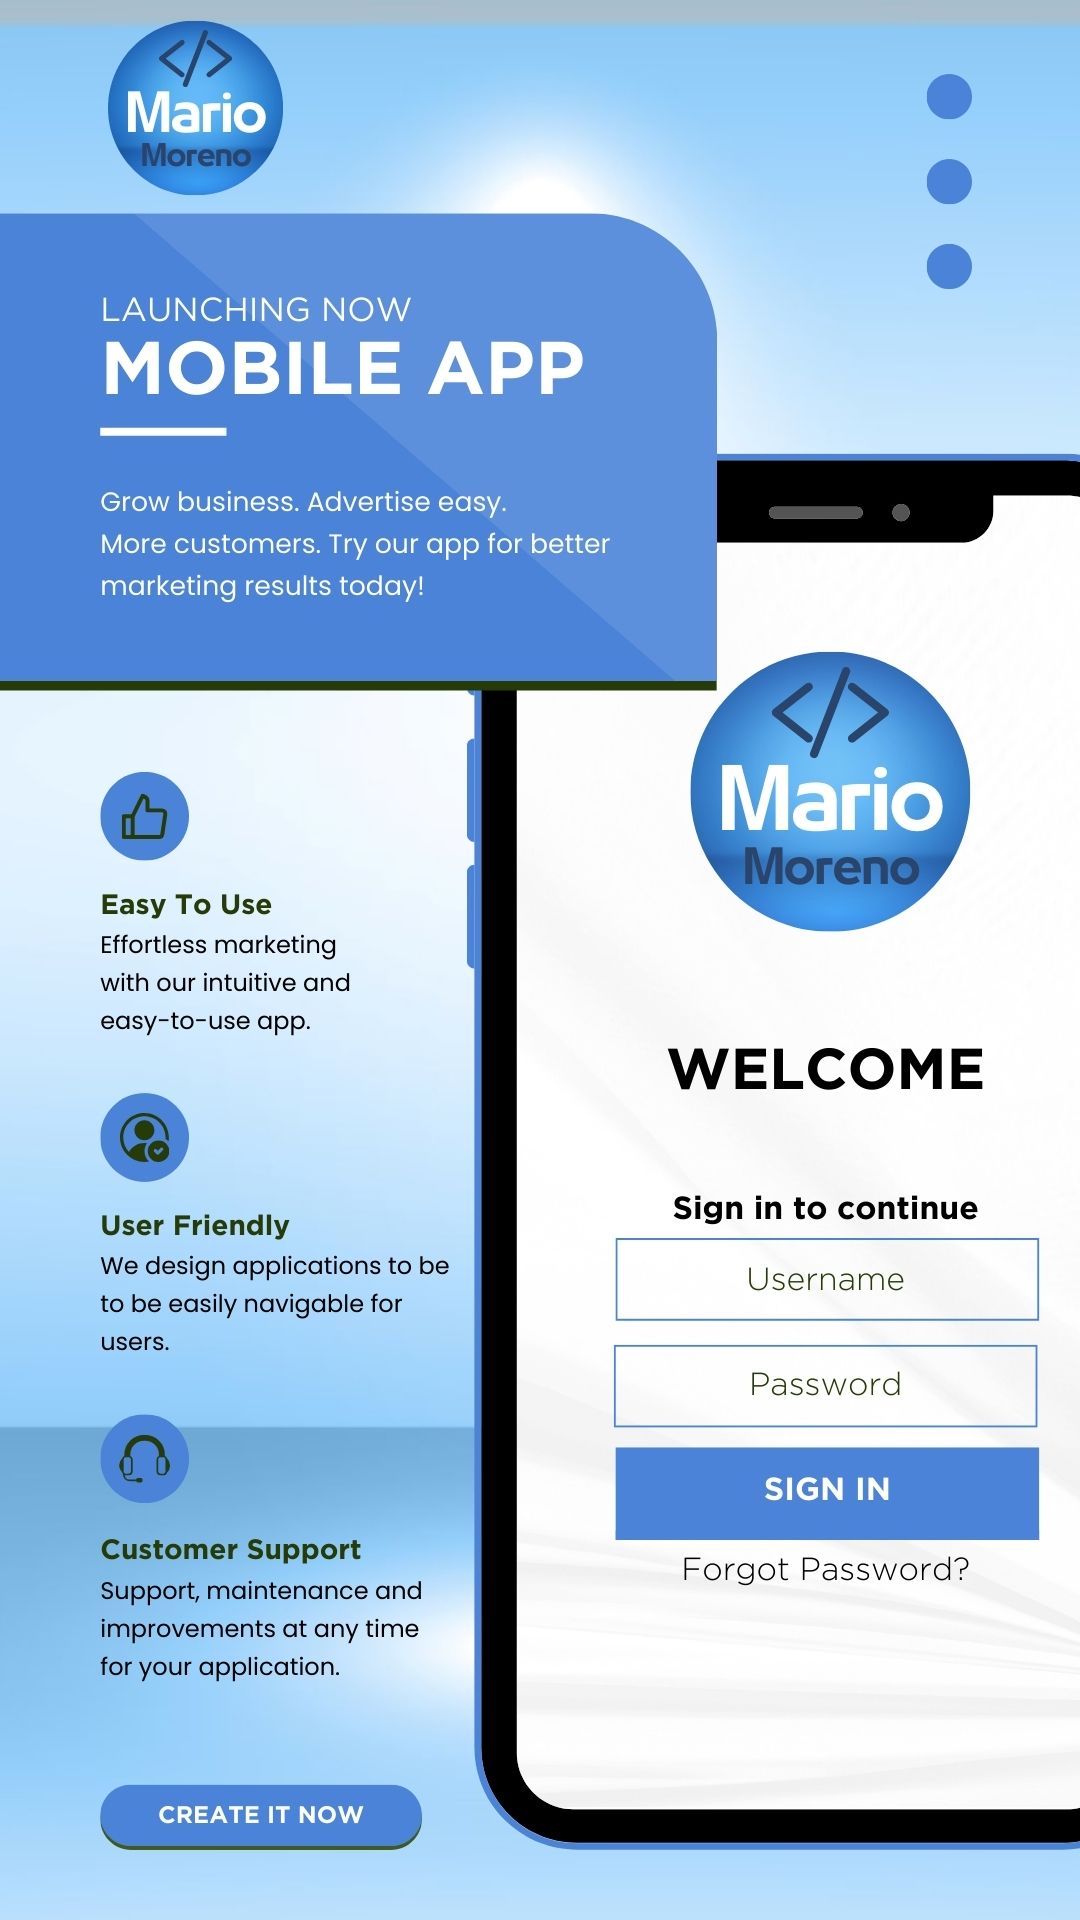 </>
Mario
Moreno
LAUNCHING NOW
MOBILE APP
Grow business. Advertise easy.
More customers. Try our app for better
marketing results today!
Easy To Use
Effortless marketing
with our intuitive and
easy-to-use app.
User Friendly
We design applications to be
to be easily navigable for
users.
Customer Support
Support, maintenance and
improvements at any time
for your application.
CREATE IT NOW
</>
Mario
Moreno
WELCOME
Sign in to continue
Username
Password
SIGN IN
Forgot Password?